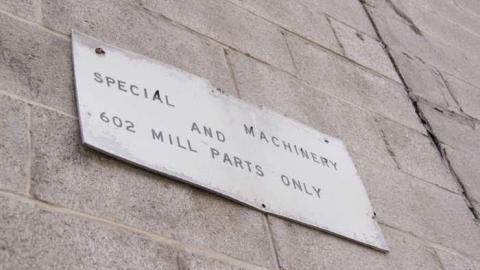 SPECIAL AND MACHINERY
602 MILL PARTS ONLY